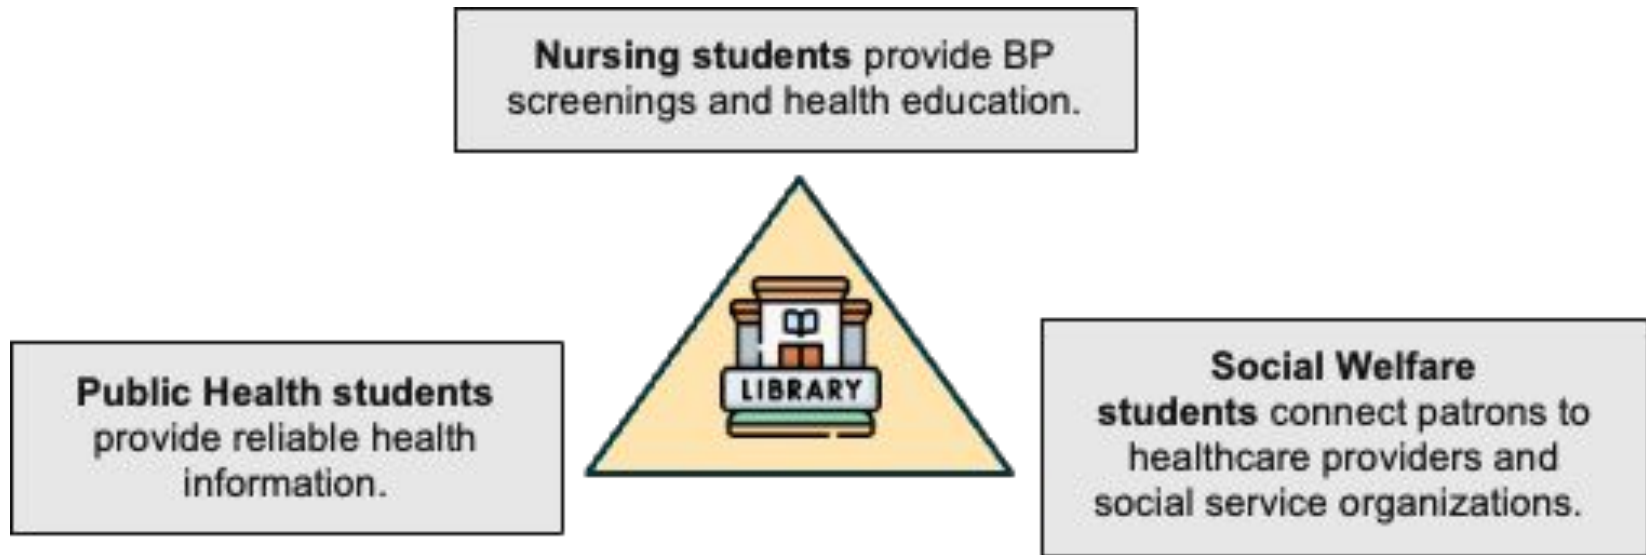 Nursing students provide BP
screenings and health education.
LIBRARY
Public Health students
provide reliable health
information.
Social Welfare
students connect patrons to
healthcare providers and
social service organizations.